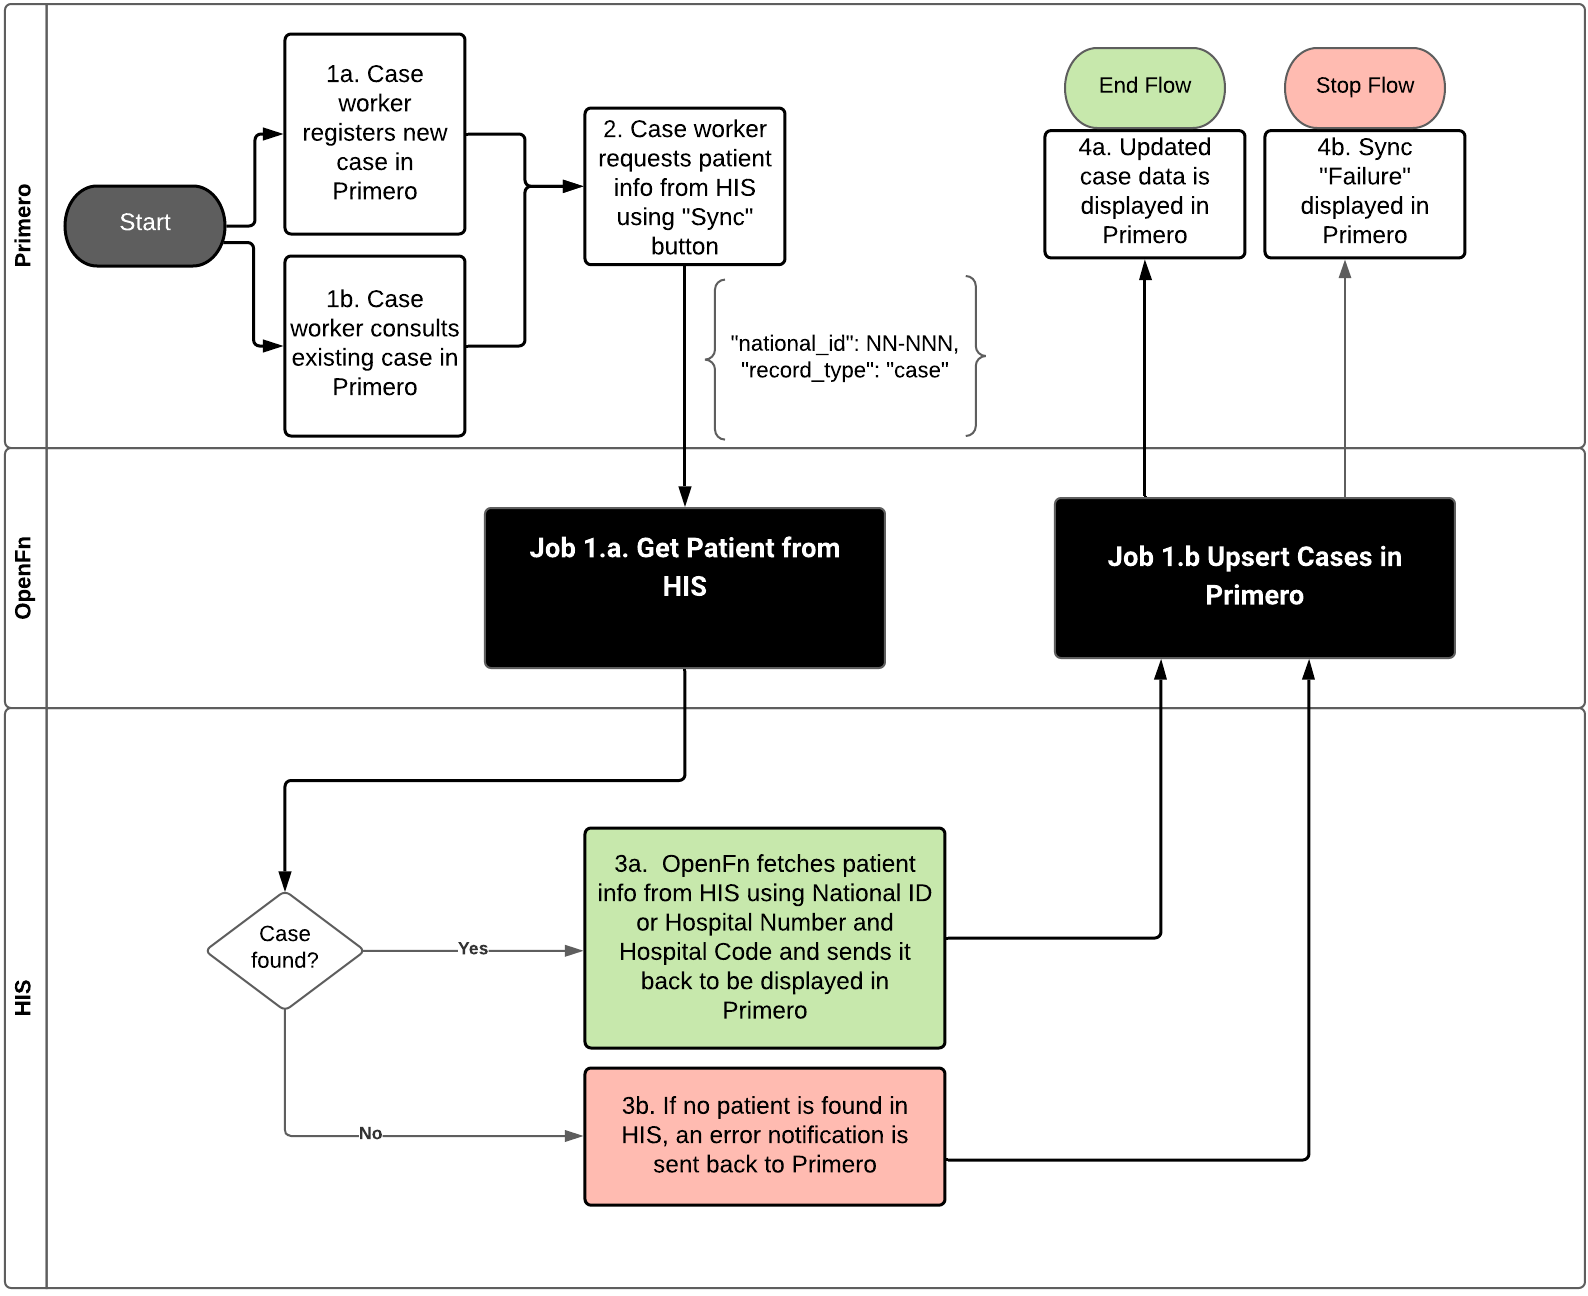 Primero
Start
1a. Case
worker
registers new
case in
Primero
1b. Case
worker consults
existing case in
Primero
2. Case worker
requests patient
info from HIS
using "Sync"
button
"national_id": NN-NNN,
"record_type": "case"
End Flow
4a. Updated
case data is
displayed in
Primero
Stop Flow
4b. Sync
"Failure"
displayed in
Primero
OpenFn
Job 1.a. Get Patient from
HIS
Job 1.b Upsert Cases in
Primero
HIS
Case
found?
Yes
No
3a.  OpenFn fetches patient
info from HIS using National ID
or Hospital Number and
Hospital Code and sends it
back to be displayed in
Primero
3b. If no patient is found in
HIS, an error notification is
sent back to Primero